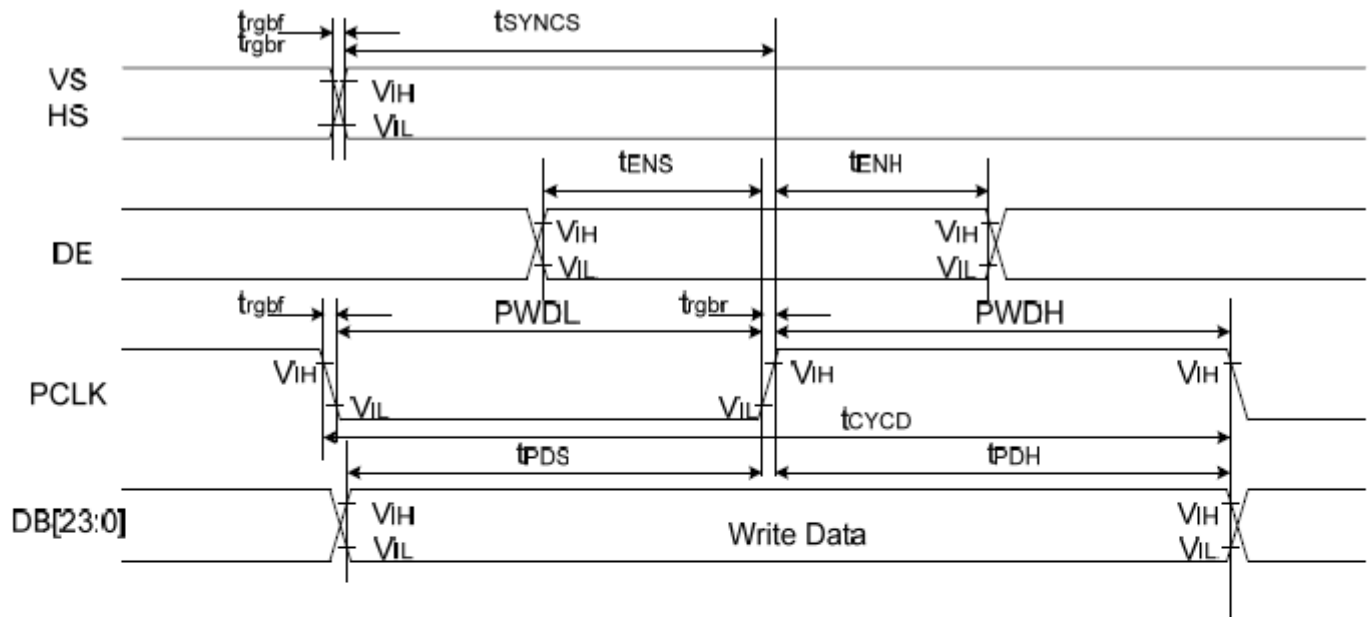 trgbf
trgbr
tSYNCS
VS
HS
VIH
VIL
tENS
tENH
DE
VIH
VIL
VIH
VIL
trgbf
PWDL
trgbr
PWDH
PCLK
VIH
VIL
VIL
VIH
VIH
tCYCD
tPDS
tPDH
DB[23:0]
VIH
VIL
Write Data
VIH
VIL